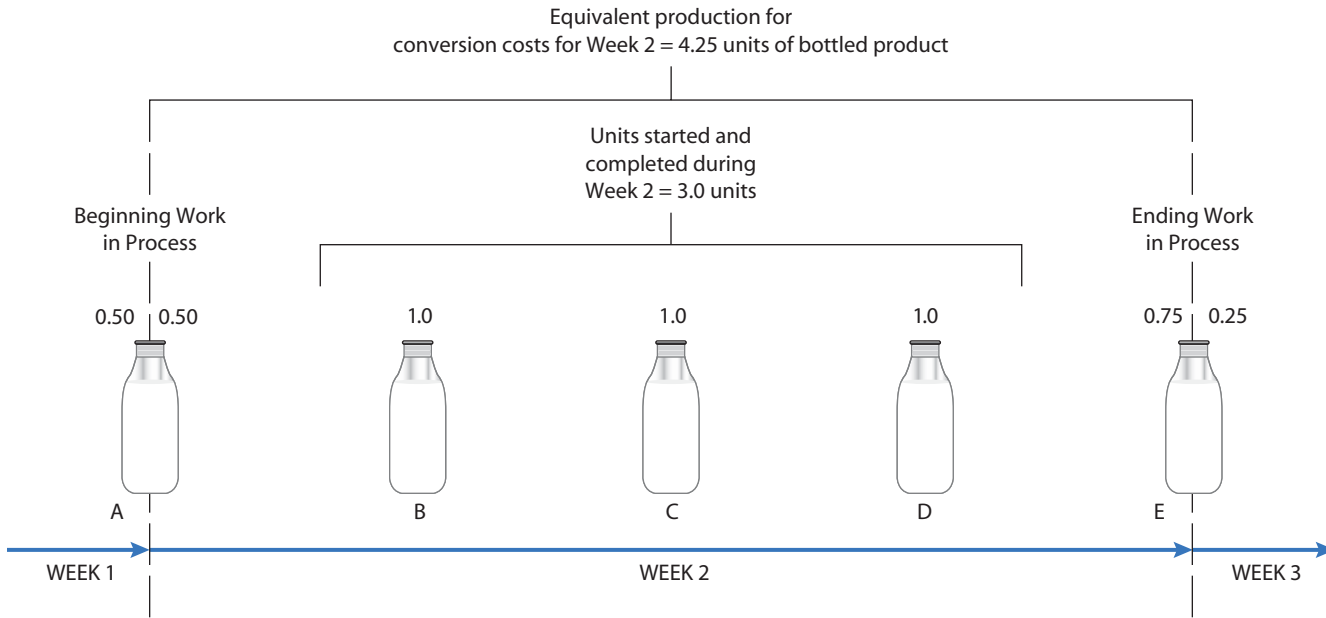 Equivalent production for
conversion costs for Week 2 = 4.25 units of bottled product
Units started and
completed during
Week 2 = 3.0 units
Beginning Work
in Process
Ending Work
in Process
0.50 0.50 1.0 1.0 1.0 0.75 0.25
A B C D E
WEEK 1 WEEK 2 WEEK 3